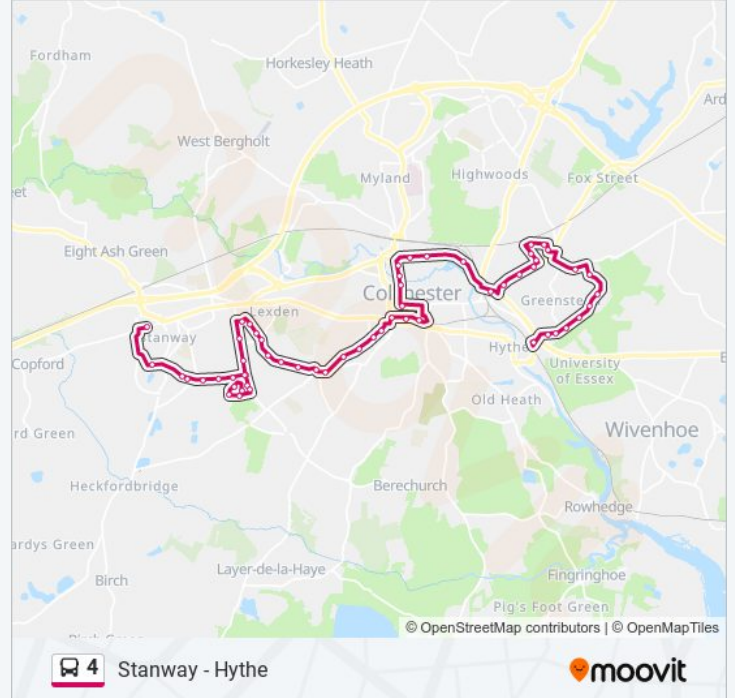 Fordham
Horkesley Heath
Ard
West Bergholt
Myland
Highwoods
Fox Street
et
Eight Ash Green
Colchester
Greenste
Lexden
Stanway
Hythe
Copford
University
of Essex
Old Heath
rd Green
Wivenhoe
Heckfordbridge
Berechurch
Rowhedge
ardys Green
Birch
Layer-de-la-Haye
Fingringhoe
Pig's Foot Green
© OpenStreetMap contributors | © OpenMapTiles
4 Stanway - Hythe
moovit